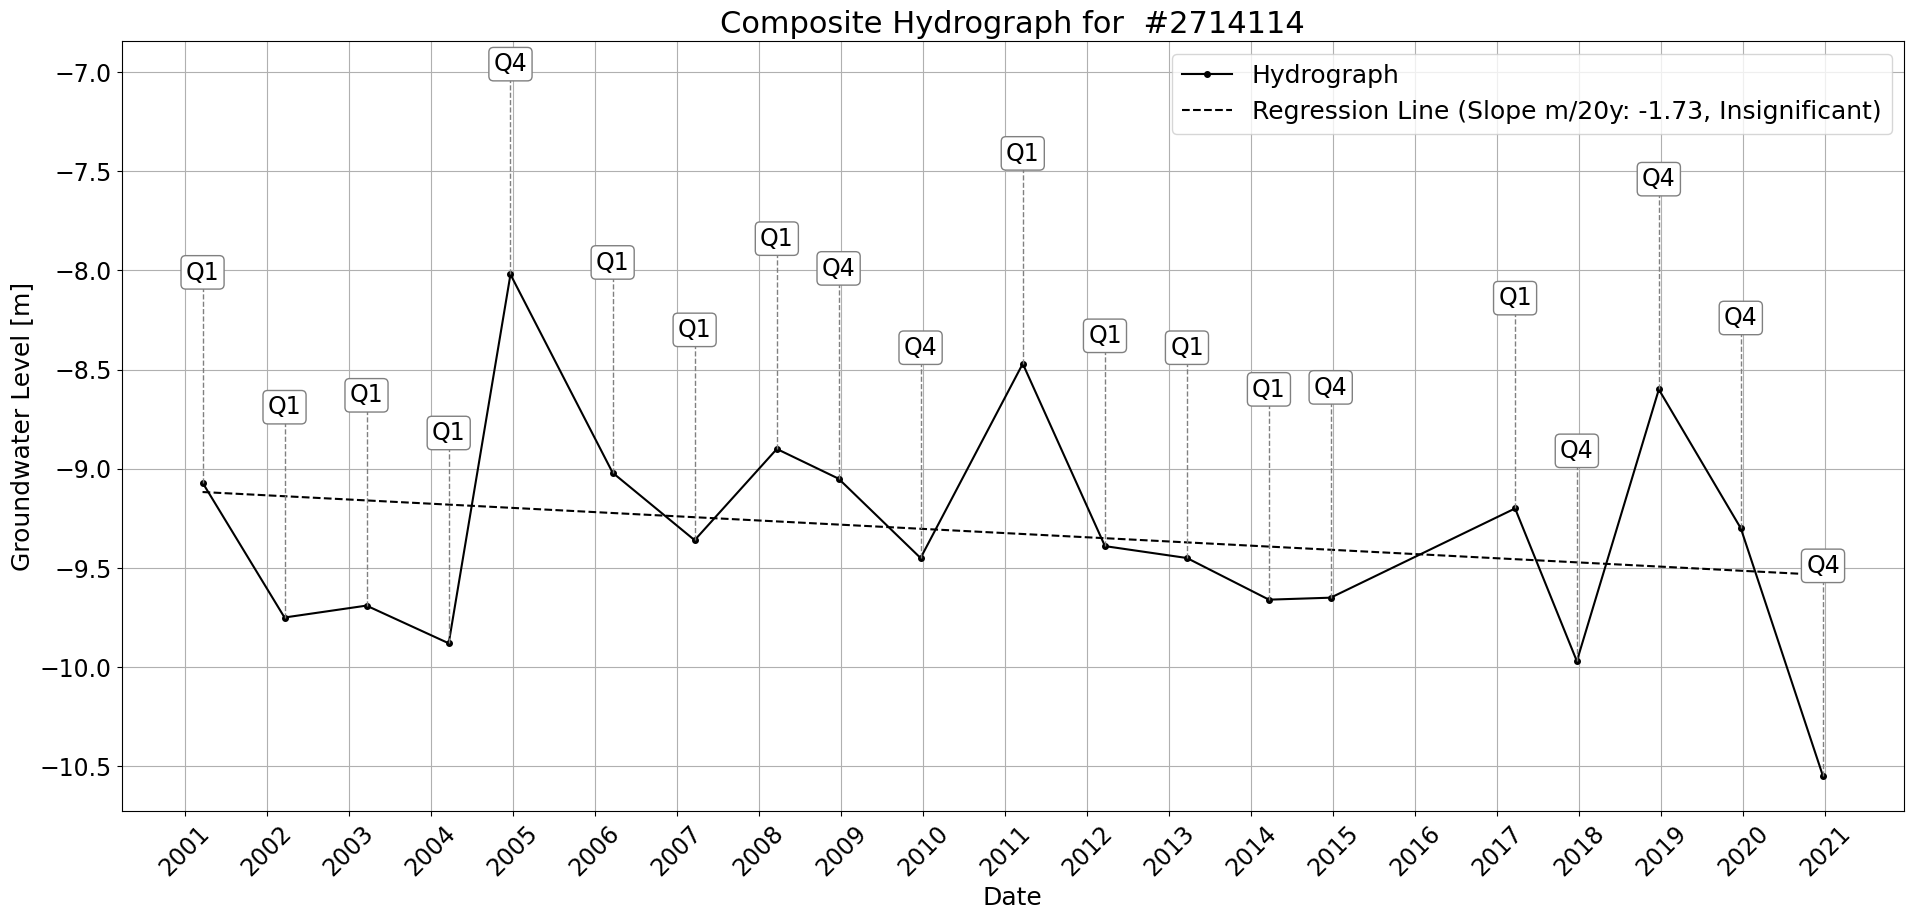 Composite Hydrograph for  #2714114
Hydrograph
Regression Line (Slope m/20y: -1.73, Insignificant)
Groundwater Level [m]
−7.0
−7.5
−8.0
−8.5
−9.0
−9.5
−10.0
−10.5
Q1
Q1
Q1
Q1
Q4
Q1
Q1
Q1
Q4
Q4
Q1
Q1
Q1
Q1
Q4
Q1
Q4
Q4
Q4
Q4
2001
2002
2003
2004
2005
2006
2007
2008
2009
2010
2011
2012
2013
2014
2015
2016
2017
2018
2019
2020
2021
Date